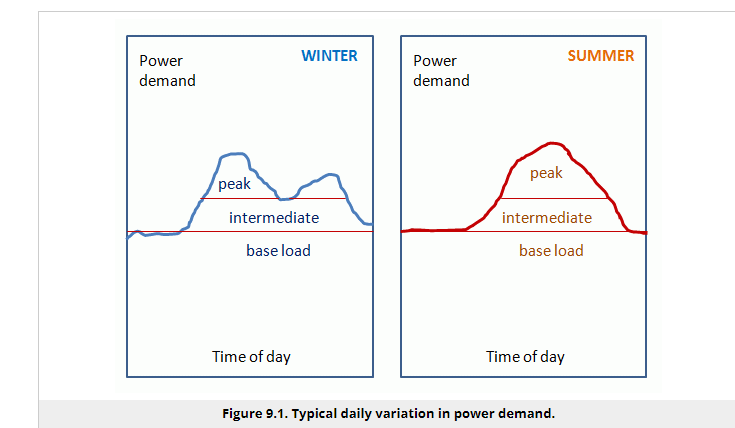 Power
demand
WINTER
peak
intermediate
base load
Time of day
Power
demand
SUMMER
peak
intermediate
base load
Time of day
Figure 9.1. Typical daily variation in power demand.